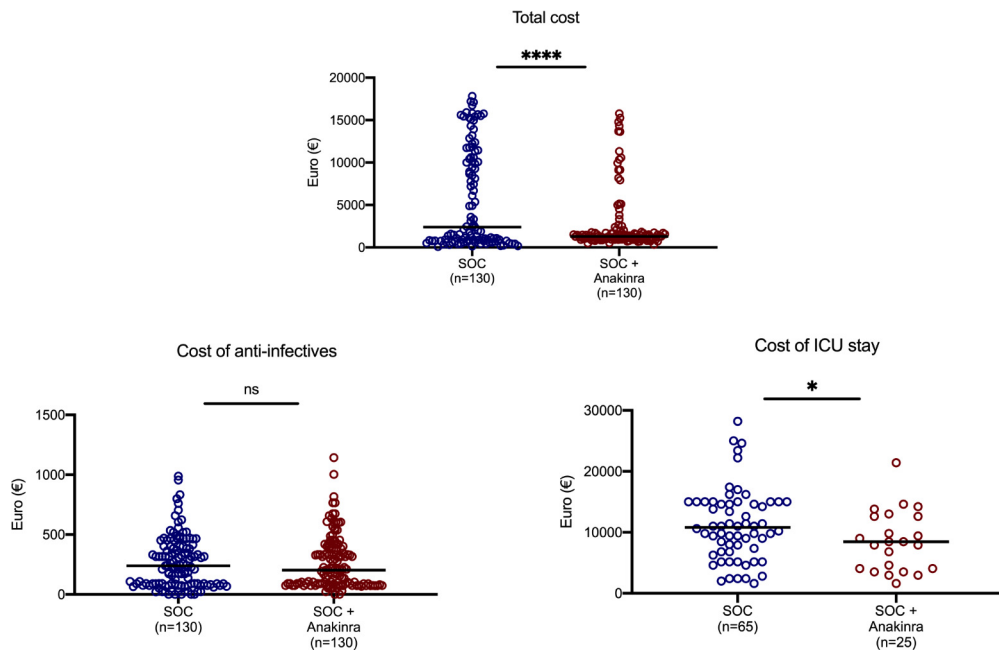 Total cost
****
Euro (€)
20000
15000
10000
5000
0
SOC
(n=130)
SOC +
Anakinra
(n=130)
Cost of anti-infectives
ns
Euro (€)
1500
1000
500
0
SOC
(n=130)
SOC +
Anakinra
(n=130)
Cost of ICU stay
*
Euro (€)
30000
20000
10000
0
SOC
(n=65)
SOC +
Anakinra
(n=25)